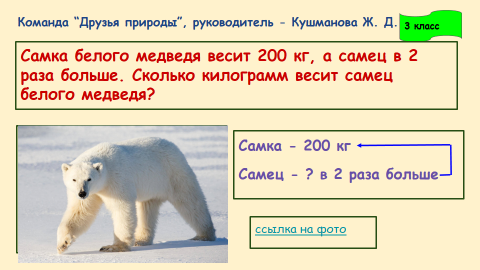 Команда “Друзья природы”, руководитель - Кушманова Ж. Д.
3 класс
Самка белого медведя весит 200 кг, а самец в 2
раза больше. Сколько килограмм весит самец
белого медведя?
Самка - 200 кг
Самец - ? в 2 раза больше
ссылка на фото